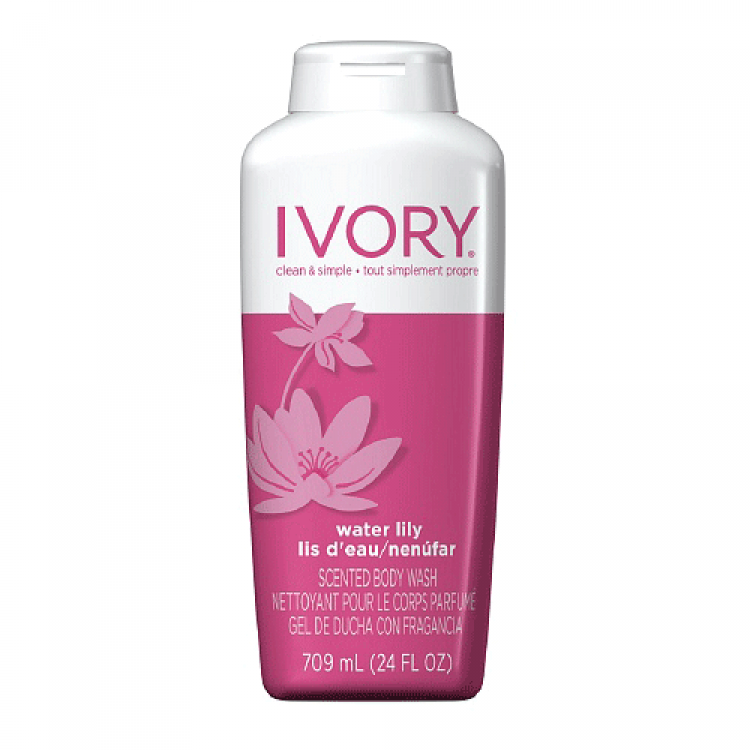 IVORY®
clean & simple • tout simplement propre
water lily
lis d'eau/nenúfar
SCENTED BODY WASH
NETTOYANT POUR LE CORPS PARFUMÉ
GEL DE DUCHA CON FRAGANCIA
709 mL (24 FL OZ)